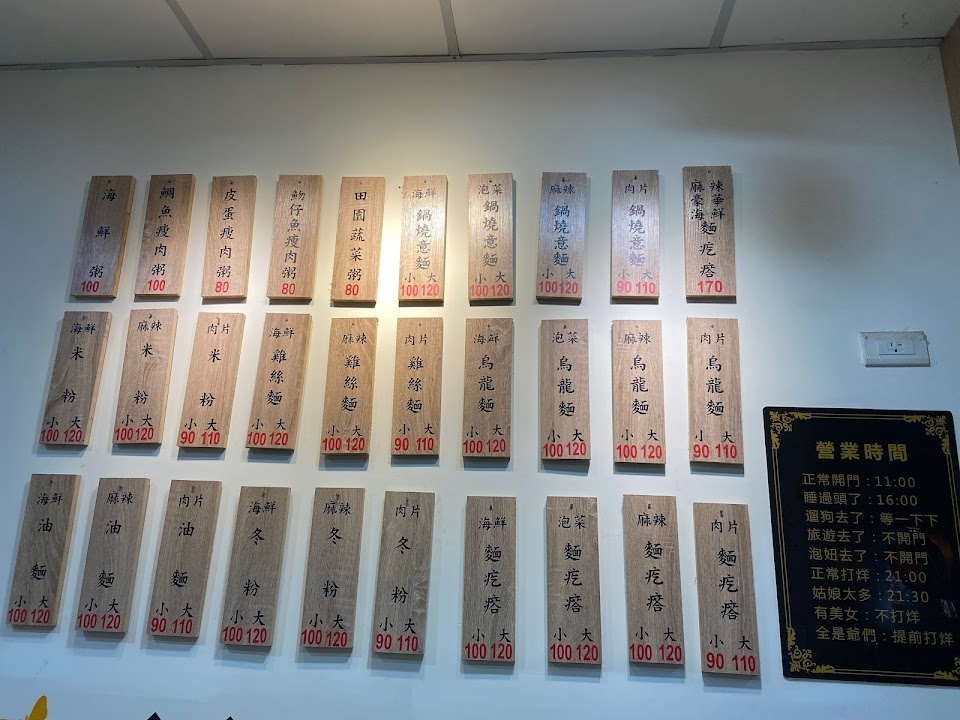 海鮮粥
100
鯛魚瘦肉粥
100
皮蛋瘦肉粥
80
魩仔魚瘦肉粥
80
田園蔬菜粥
80
海鮮
鍋燒意麵
小 大
100 120
泡菜
鍋燒意麵
小 大
100 120
麻辣
鍋燒意麵
小 大
100 120
肉片
鍋燒意麵
小 大
90 110
麻辣
豪華
海鮮
麵疙瘩
170
海鮮
米粉
小 大
100 120
麻辣
米粉
小 大
100 120
肉片
米粉
小 大
90 110
海鮮
雞絲麵
小 大
100 120
麻辣
雞絲麵
小 大
100 120
肉片
雞絲麵
小 大
90 110
海鮮
烏龍麵
小 大
100 120
泡菜
烏龍麵
小 大
100 120
麻辣
烏龍麵
小 大
100 120
肉片
烏龍麵
小 大
90 110
海鮮
油麵
小 大
100 120
麻辣
油麵
小 大
100 120
肉片
油麵
小 大
90 110
海鮮
冬粉
小 大
100 120
麻辣
冬粉
小 大
100 120
肉片
冬粉
小 大
90 110
海鮮
麵疙瘩
小 大
100 120
泡菜
麵疙瘩
小 大
100 120
麻辣
麵疙瘩
小 大
100 120
肉片
麵疙瘩
小 大
90 110
營業時間
正常開門：11:00
睡過頭了：16:00
遛狗去了：等一下下
旅遊去了：不開門
泡妞去了：不開門
正常打烊：21:00
姑娘太多：21:30
有美女：不打烊
全是爺們：提前打烊